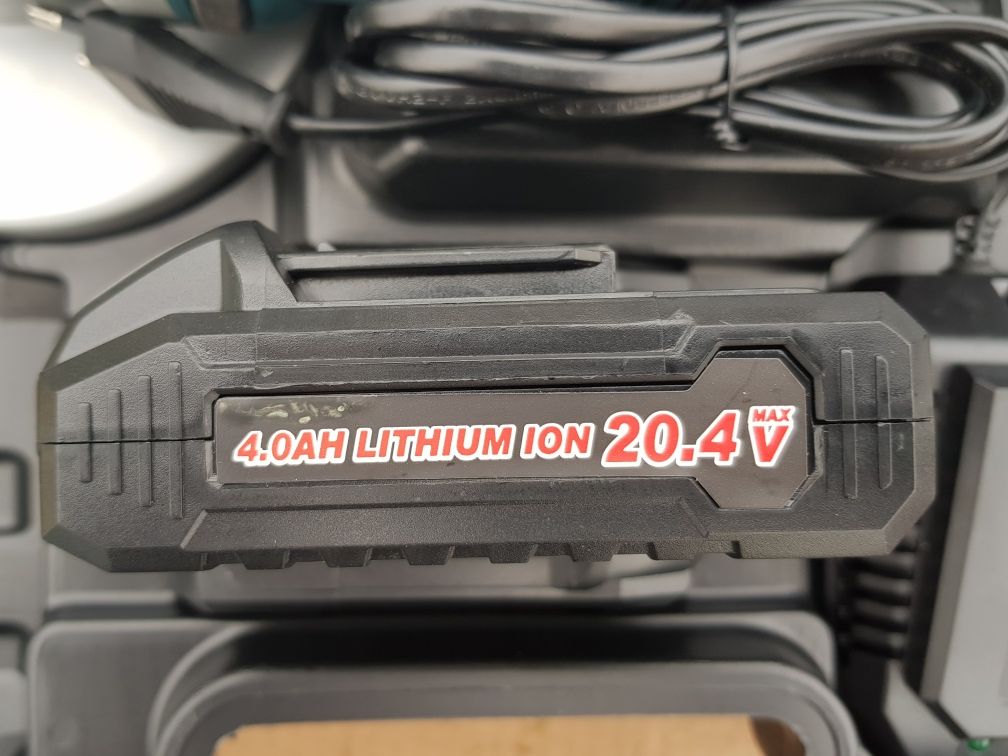 4.0AH LITHIUM ION 20.4 V MAX